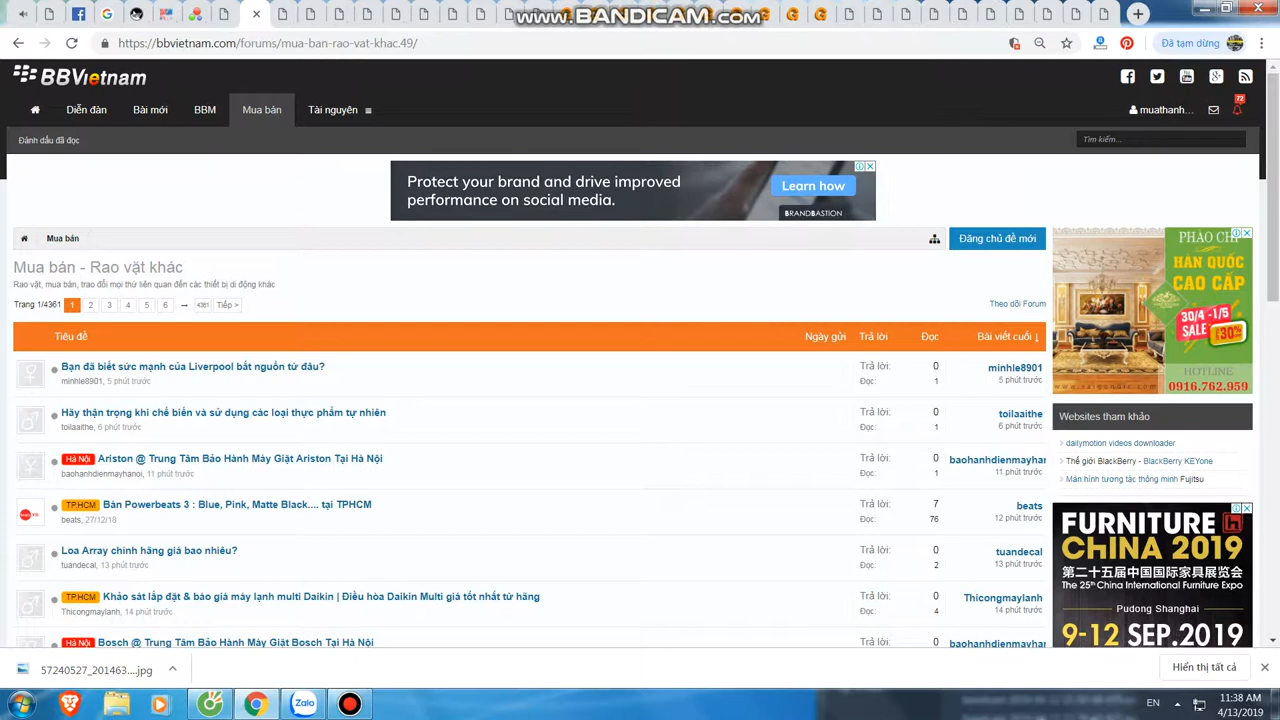 www.BANDICAM.com
https://bbvietnam.com/forums/mua-ban-rao-vat-khac.49/
Đã tạm dừng
BBVietnam
Diễn đàn
Bài mới
BBM
Mua bán
Tài nguyên
muathanh...
72
Đánh dấu đã đọc
Tìm kiếm...
Protect your brand and drive improved
performance on social media.
Learn how
BRANDBASTION
Mua bán
Đăng chủ đề mới
Mua bán - Rao vặt khác
Rao vặt, mua bán, trao đổi mọi thứ liên quan đến các thiết bị di động khác
Trang 1/4361 1 2 3 4 5 6 → 4361 Tiếp >
Theo dõi Forum
Tiêu đề Ngày gửi Trả lời Đọc Bài viết cuối ↓
Bạn đã biết sức mạnh của Liverpool bắt nguồn từ đâu? Trả lời: 0 minhle8901
minhle8901, 5 phút trước Đọc: 1 5 phút trước
Hãy thận trọng khi chế biến và sử dụng các loại thực phẩm tự nhiên Trả lời: 0 toilaaithe
toilaaithe, 6 phút trước Đọc: 1 6 phút trước
Hà Nội Ariston @ Trung Tâm Bảo Hành Máy Giặt Ariston Tại Hà Nội Trả lời: 0 baohanhdienmayhar
baohanhdienmayhanoi, 11 phút trước Đọc: 1 11 phút trước
TP.HCM Bán Powerbeats 3 : Blue, Pink, Matte Black.... tại TPHCM Trả lời: 7 beats
beats, 27/12/18 Đọc: 76 12 phút trước
Loa Array chính hãng giá bao nhiêu? Trả lời: 0 tuandecal
tuandecal, 13 phút trước Đọc: 2 13 phút trước
TP.HCM Khảo sát lắp đặt & báo giá máy lạnh multi Daikin | Điều hòa Daikin Multi giá tốt nhất từ hãng Trả lời: 0 Thicongmaylanh
Thicongmaylanh, 14 phút trước Đọc: 4 14 phút trước
Hà Nội Bosch @ Trung Tâm Bảo Hành Máy Giặt Bosch Tại Hà Nội Trả lời: 0 baohanhdienmayhar
PHÀO CHỈ
HÀN QUỐC
CAO CẤP
30/4 -1/5
SALE
30%
HOTLINE
0916.762.959
Websites tham khảo
dailymotion videos downloader
Thế giới BlackBerry - BlackBerry KEYone
Màn hình tương tác thông minh Fujitsu
FURNITURE
CHINA 2019
第二十五届中国国际家具展览会
The 25th China International Furniture Expo
Pudong Shanghai
9-12 SEP.2019
57240527_201463....jpg
Hiển thị tất cả
Zalo
EN
11:38 AM
4/13/2019